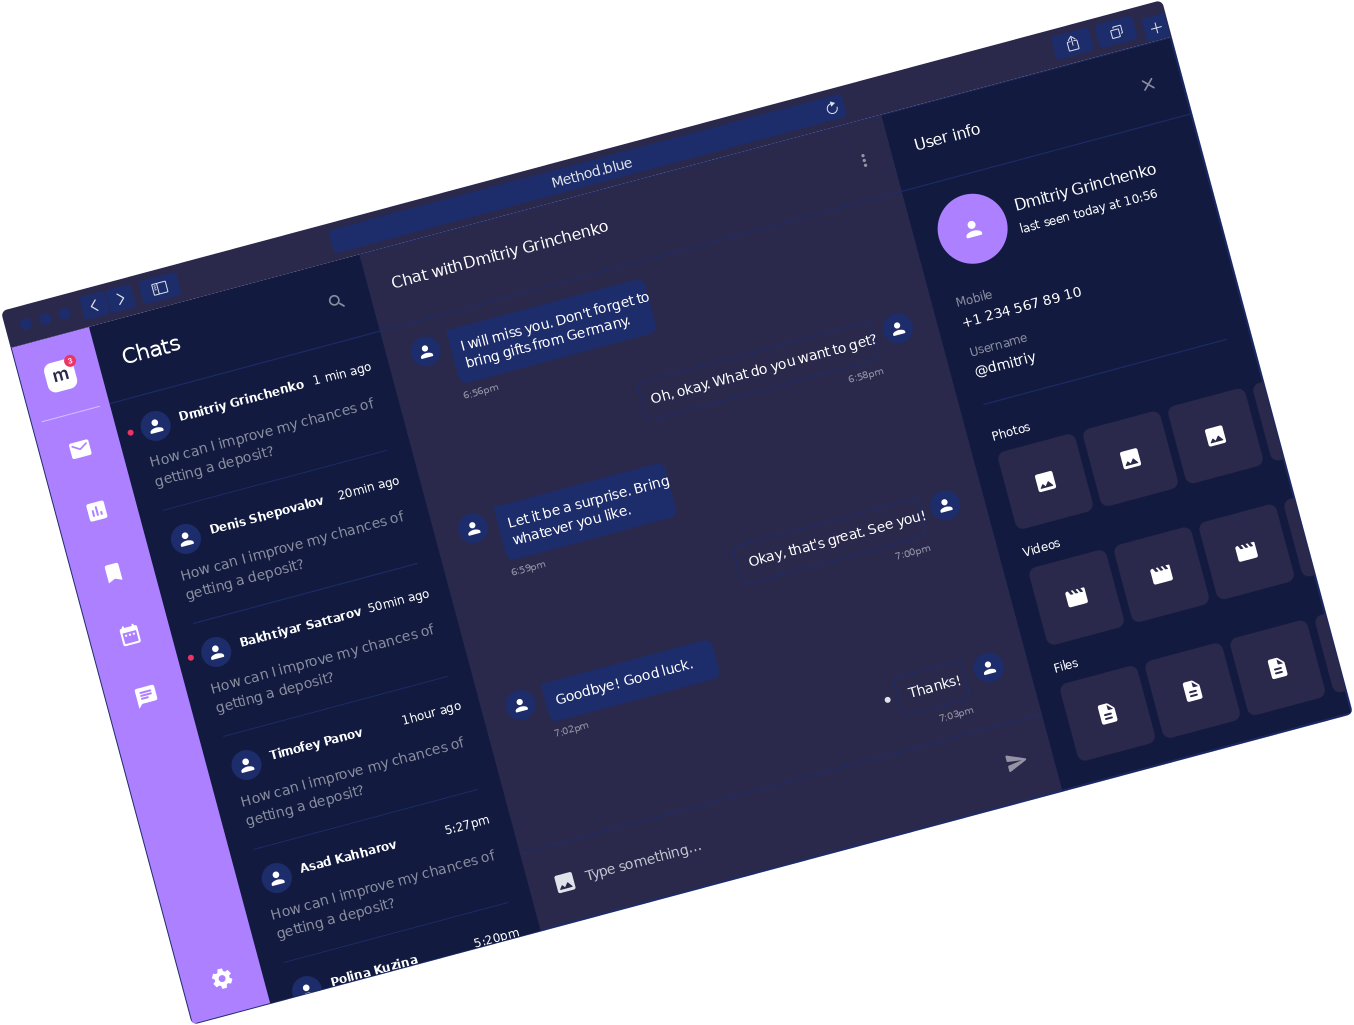 Method.blue
m
3
Chats
Dmitriy Grinchenko 1 min ago
How can I improve my chances of
getting a deposit?
Denis Shepovalov 20min ago
How can I improve my chances of
getting a deposit?
Bakhtiyar Sattarov 50min ago
How can I improve my chances of
getting a deposit?
Timofey Panov 1hour ago
How can I improve my chances of
getting a deposit?
Asad Kahharov 5:27pm
How can I improve my chances of
getting a deposit?
Polina Kuzina 5:20pm
Chat with Dmitriy Grinchenko
I will miss you. Don't forget to
bring gifts from Germany.
6:56pm
Oh, okay. What do you want to get?
6:58pm
Let it be a surprise. Bring
whatever you like.
6:59pm
Okay, that's great. See you!
7:00pm
Goodbye! Good luck.
7:02pm
Thanks!
7:03pm
Type something...
User info
Dmitriy Grinchenko
last seen today at 10:56
Mobile
+1 234 567 89 10
Username
@dmitriy
Photos
Videos
Files